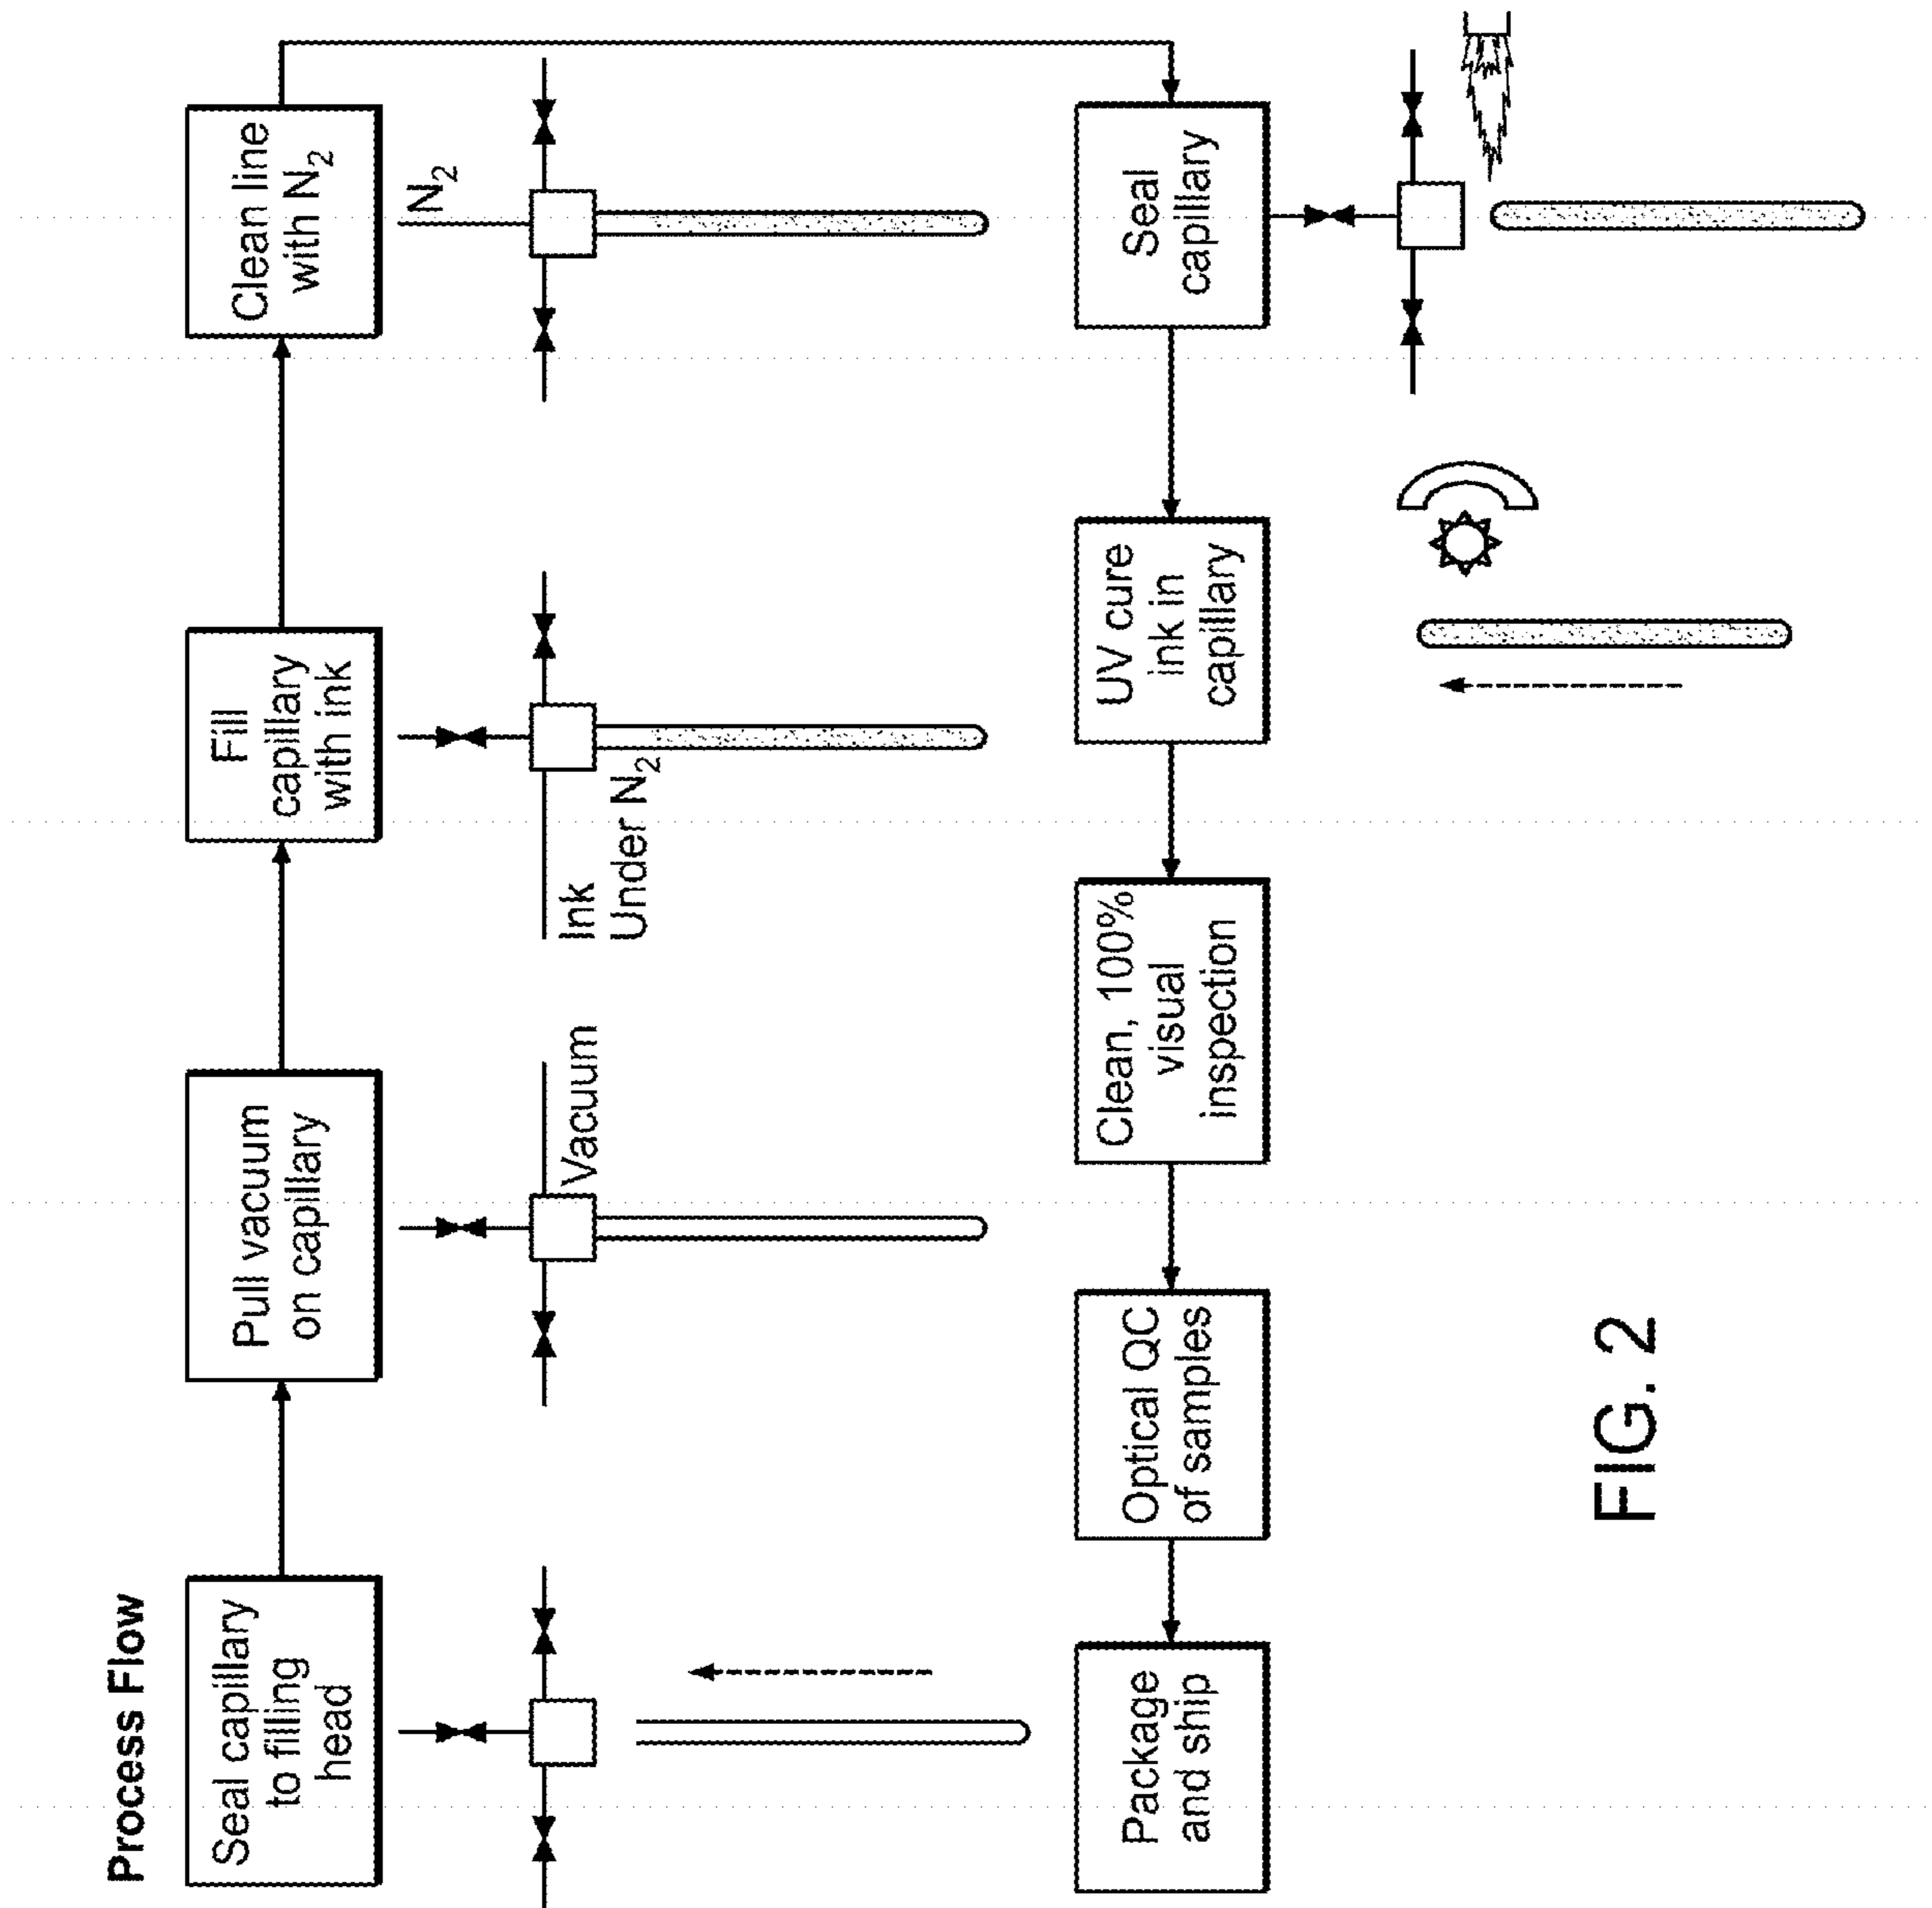 Process Flow
Seal capillary
to filling
head
Pull vacuum
on capillary
Fill
capillary
with ink
Clean line
with N₂
Vacuum
Ink
Under N₂
N₂
Seal
capillary
UV cure
ink in
capillary
Clean, 100%
visual
inspection
Optical QC
of samples
Package
and ship
FIG. 2